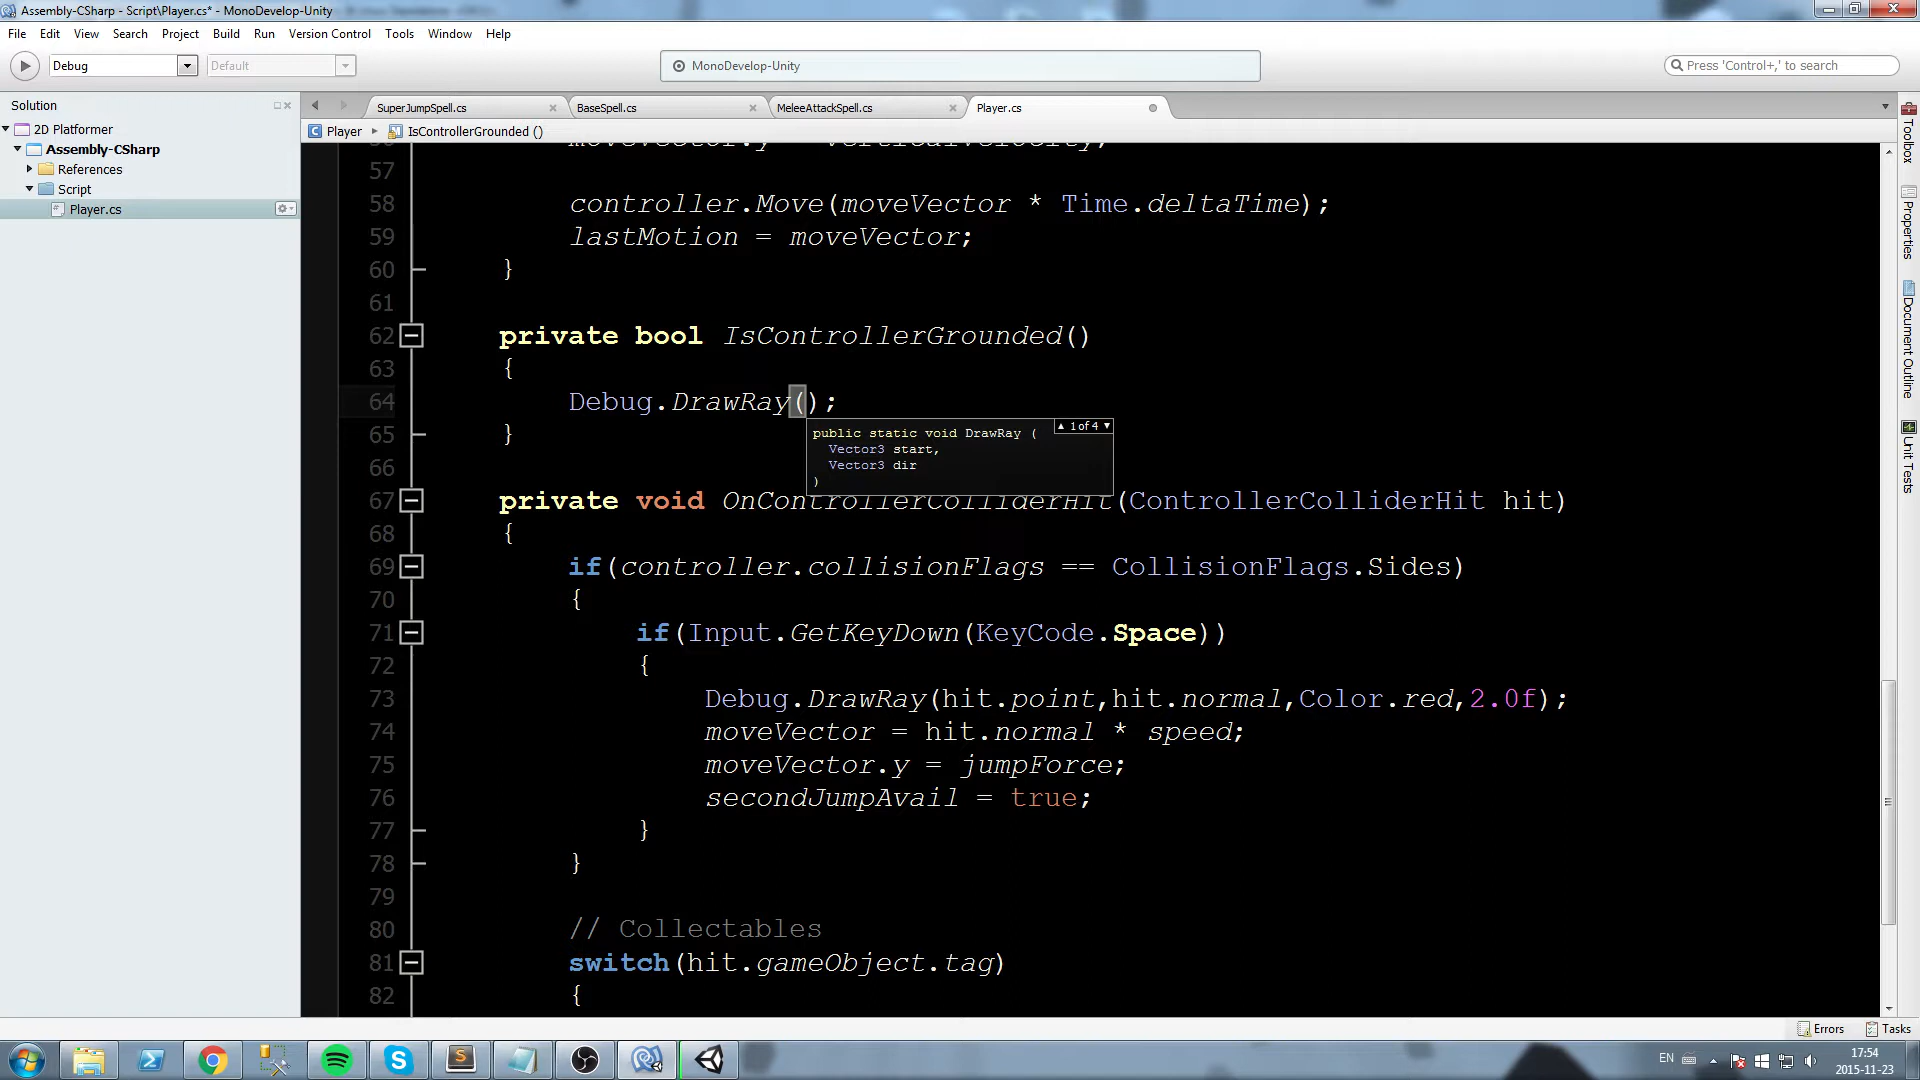 Assembly-CSharp - Script\Player.cs* - MonoDevelop-Unity
File Edit View Search Project Build Run Version Control Tools Window Help
Debug Default MonoDevelop-Unity Press 'Control+,' to search
Solution
2D Platformer
Assembly-CSharp
References
Script
Player.cs
SuperJumpSpell.cs BaseSpell.cs MeleeAttackSpell.cs Player.cs
Player IsControllerGrounded ()
57
58 controller.Move(moveVector * Time.deltaTime);
59 lastMotion = moveVector;
60 }
61
62 private bool IsControllerGrounded()
63 {
64 Debug.DrawRay();
65 }
66
public static void DrawRay (
Vector3 start,
Vector3 dir
)
1 of 4
67 private void OnControllerColliderHit(ControllerColliderHit hit)
68 {
69 if(controller.collisionFlags == CollisionFlags.Sides)
70 {
71 if(Input.GetKeyDown(KeyCode.Space))
72 {
73 Debug.DrawRay(hit.point,hit.normal,Color.red,2.0f);
74 moveVector = hit.normal * speed;
75 moveVector.y = jumpForce;
76 secondJumpAvail = true;
77 }
78 }
79
80 // Collectables
81 switch(hit.gameObject.tag)
82 {
Toolbox
Properties
Document Outline
Unit Tests
Errors Tasks
EN
17:54
2015-11-23